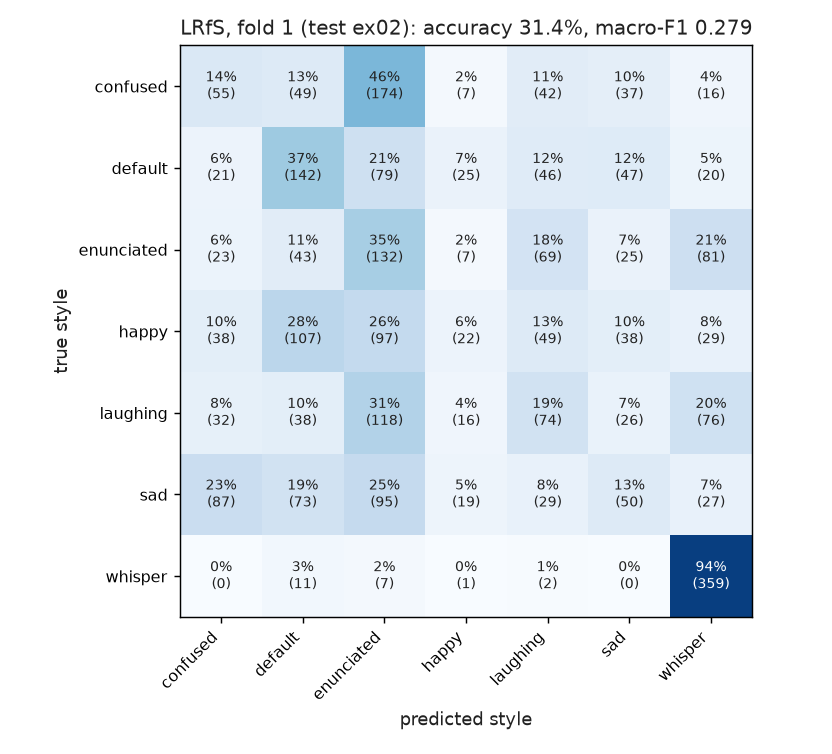 LRfS, fold 1 (test ex02): accuracy 31.4%, macro-F1 0.279
true style
confused
14% 13% 46% 2% 11% 10% 4%
(55) (49) (174) (7) (42) (37) (16)
default
6% 37% 21% 7% 12% 12% 5%
(21) (142) (79) (25) (46) (47) (20)
enunciated
6% 11% 35% 2% 18% 7% 21%
(23) (43) (132) (7) (69) (25) (81)
happy
10% 28% 26% 6% 13% 10% 8%
(38) (107) (97) (22) (49) (38) (29)
laughing
8% 10% 31% 4% 19% 7% 20%
(32) (38) (118) (16) (74) (26) (76)
sad
23% 19% 25% 5% 8% 13% 7%
(87) (73) (95) (19) (29) (50) (27)
whisper
0% 3% 2% 0% 1% 0% 94%
(0) (11) (7) (1) (2) (0) (359)
confused default enunciated happy laughing sad whisper
predicted style